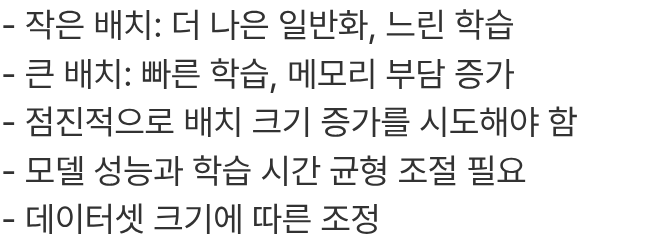 - 작은 배치: 더 나은 일반화, 느린 학습
- 큰 배치: 빠른 학습, 메모리 부담 증가
- 점진적으로 배치 크기 증가를 시도해야 함
- 모델 성능과 학습 시간 균형 조절 필요
- 데이터셋 크기에 따른 조정